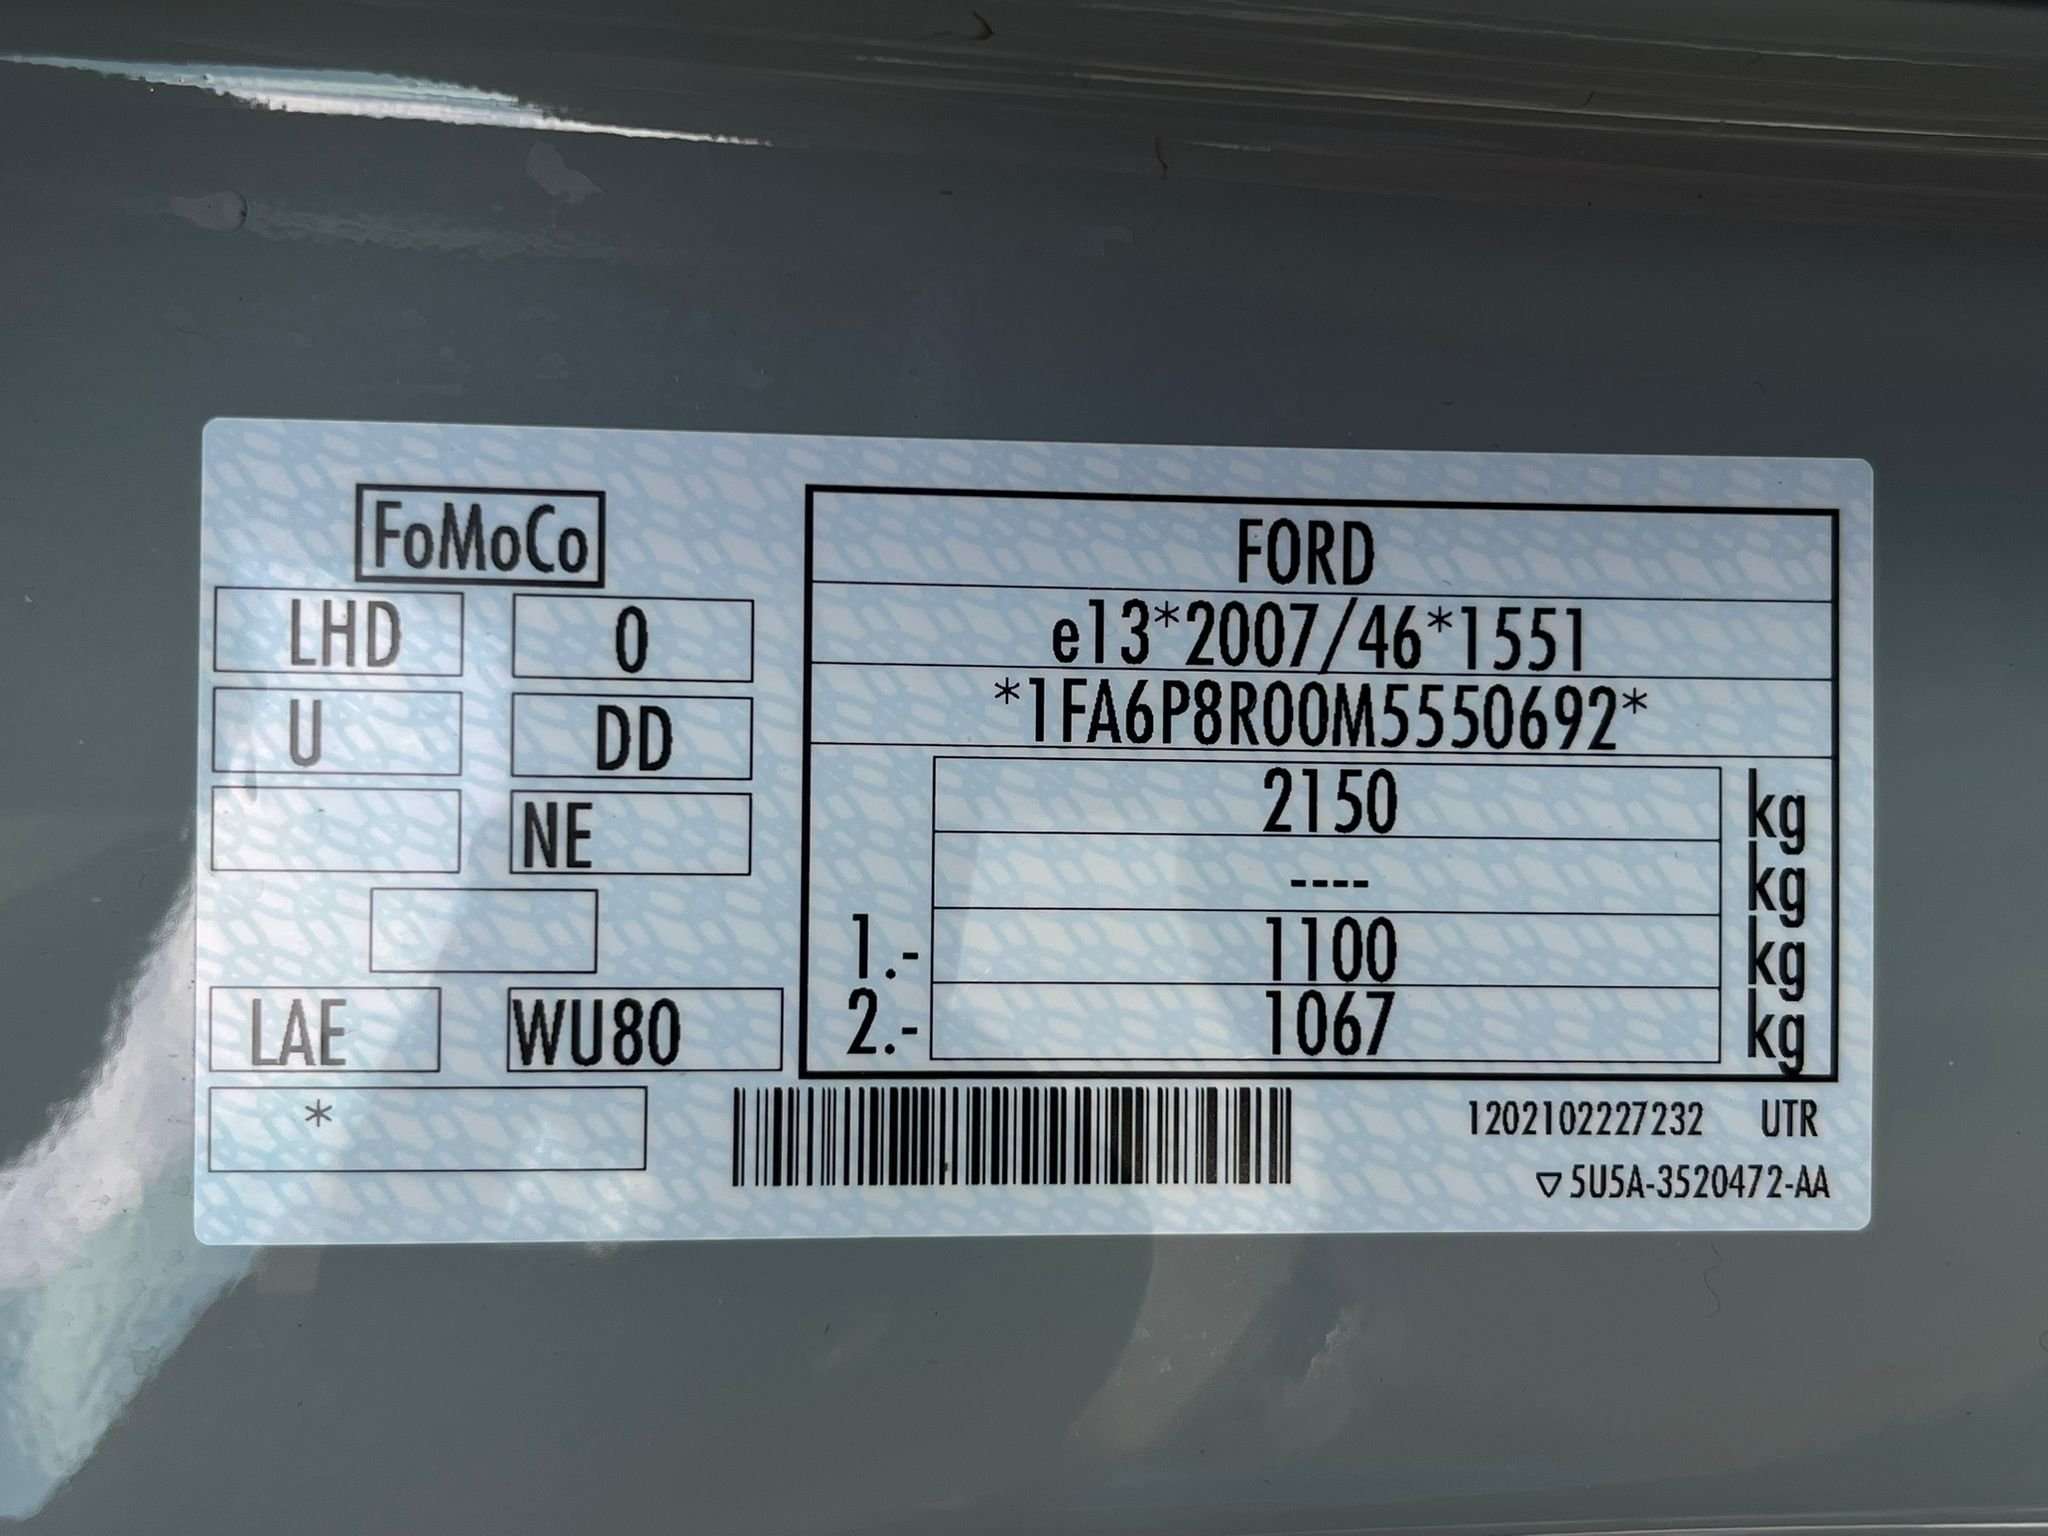 FoMoCo
LHD 0
U DD
NE
LAE WU80
*
FORD
e13*2007/46*1551
*1FA6P8R00M5550692*
2150 kg
---- kg
1.- 1100 kg
2.- 1067 kg
1202102227232 UTR
▽5U5A-3520472-AA